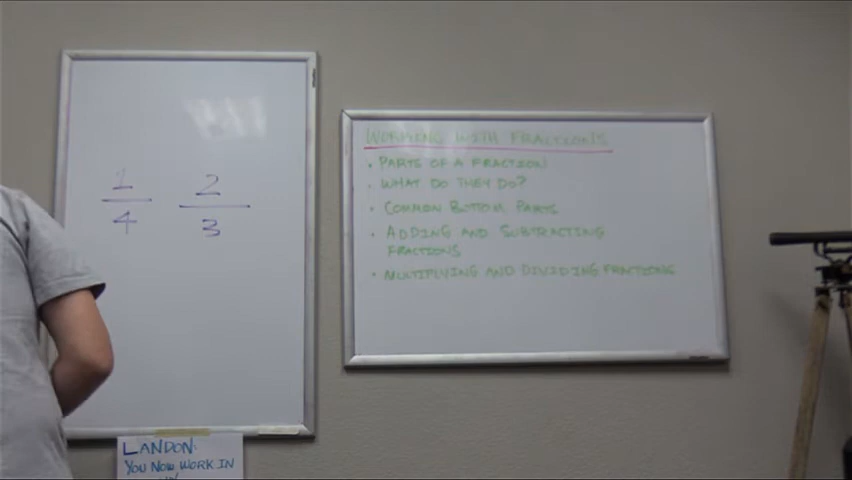 1 2
4 3
WORKING WITH FRACTIONS
• PARTS OF A FRACTION
• WHAT DO THEY DO?
• COMMON BOTTOM PARTS
• ADDING AND SUBTRACTING
FRACTIONS
• MULTIPLYING AND DIVIDING FRACTIONS
LANDON:
YOU NOW WORK IN